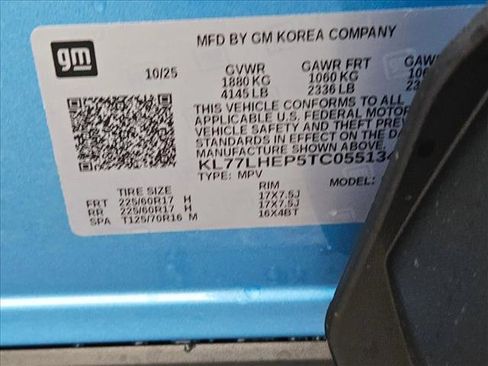 gm
MFD BY GM KOREA COMPANY
10/25 GVWR GAWR FRT GAWR
1880 KG 1060 KG
4145 LB 2336 LB
THIS VEHICLE CONFORMS TO ALL
APPLICABLE U.S. FEDERAL MOTOR
VEHICLE SAFETY AND THEFT
STANDARDS IN EFFECT ON THE
MANUFACTURE SHOWN ABOVE.
KL77LHEP5TC055134
TYPE: MPV MODEL:
TIRE SIZE RIM
FRT 225/60R17 H 17X7.5J
RR 225/60R17 H 17X7.5J
SPA T125/70R16 M 16X4BT